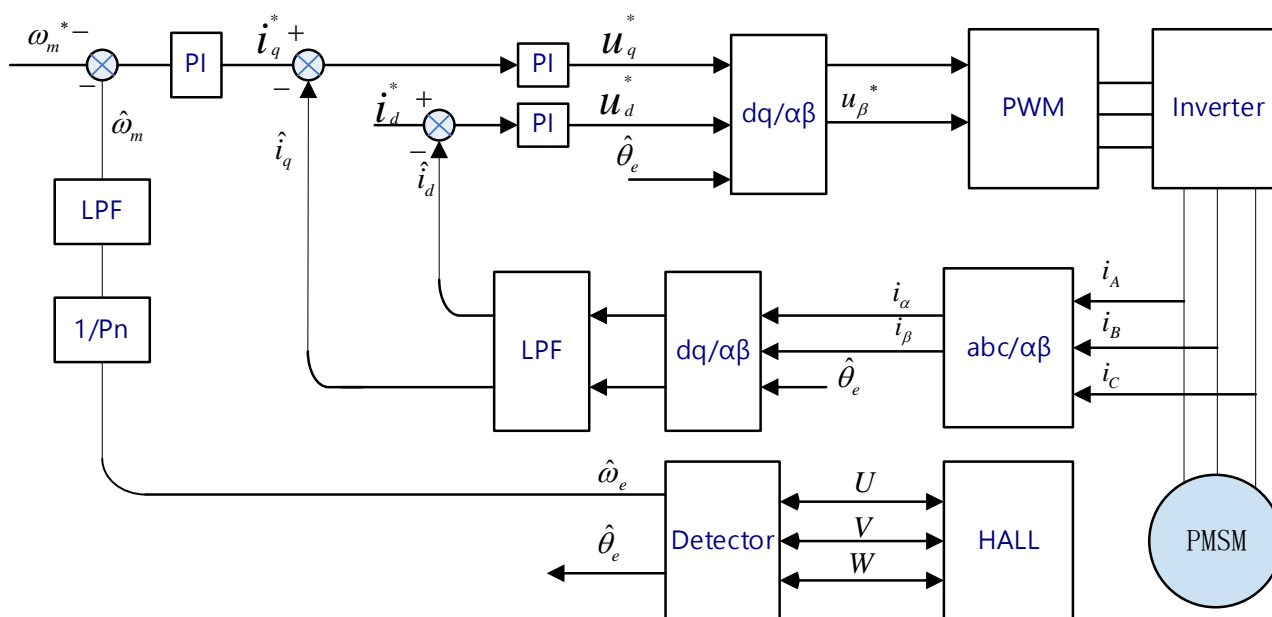 ω_m* − PI i_q* + PI u_q* dq/αβ PWM Inverter
− − i_d* + PI u_d* u_β*
ω̂_m î_q − î_d θ̂_e
LPF
1/Pn LPF dq/αβ i_α abc/αβ i_A
i_β i_B
θ̂_e i_C
ω̂_e Detector U HALL PMSM
θ̂_e V
W